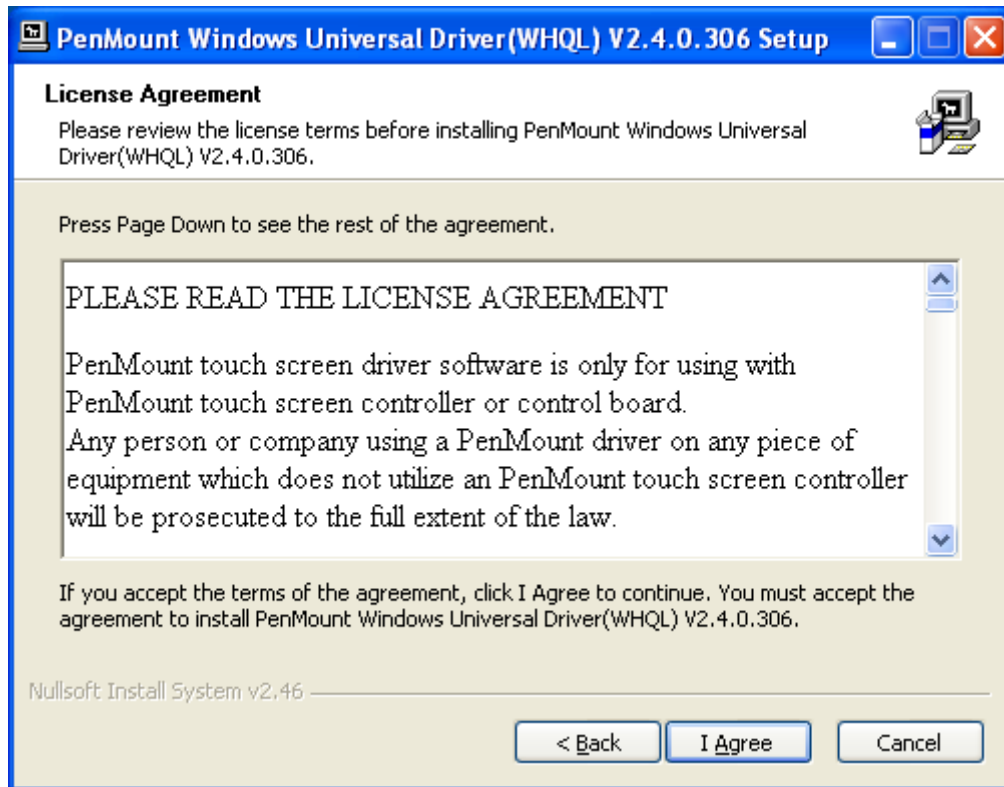 PenMount Windows Universal Driver(WHQL) V2.4.0.306 Setup
License Agreement
Please review the license terms before installing PenMount Windows Universal
Driver(WHQL) V2.4.0.306.
Press Page Down to see the rest of the agreement.
PLEASE READ THE LICENSE AGREEMENT
PenMount touch screen driver software is only for using with
PenMount touch screen controller or control board.
Any person or company using a PenMount driver on any piece of
equipment which does not utilize an PenMount touch screen controller
will be prosecuted to the full extent of the law.
If you accept the terms of the agreement, click I Agree to continue. You must accept the
agreement to install PenMount Windows Universal Driver(WHQL) V2.4.0.306.
Nullsoft Install System v2.46
< Back
I Agree
Cancel